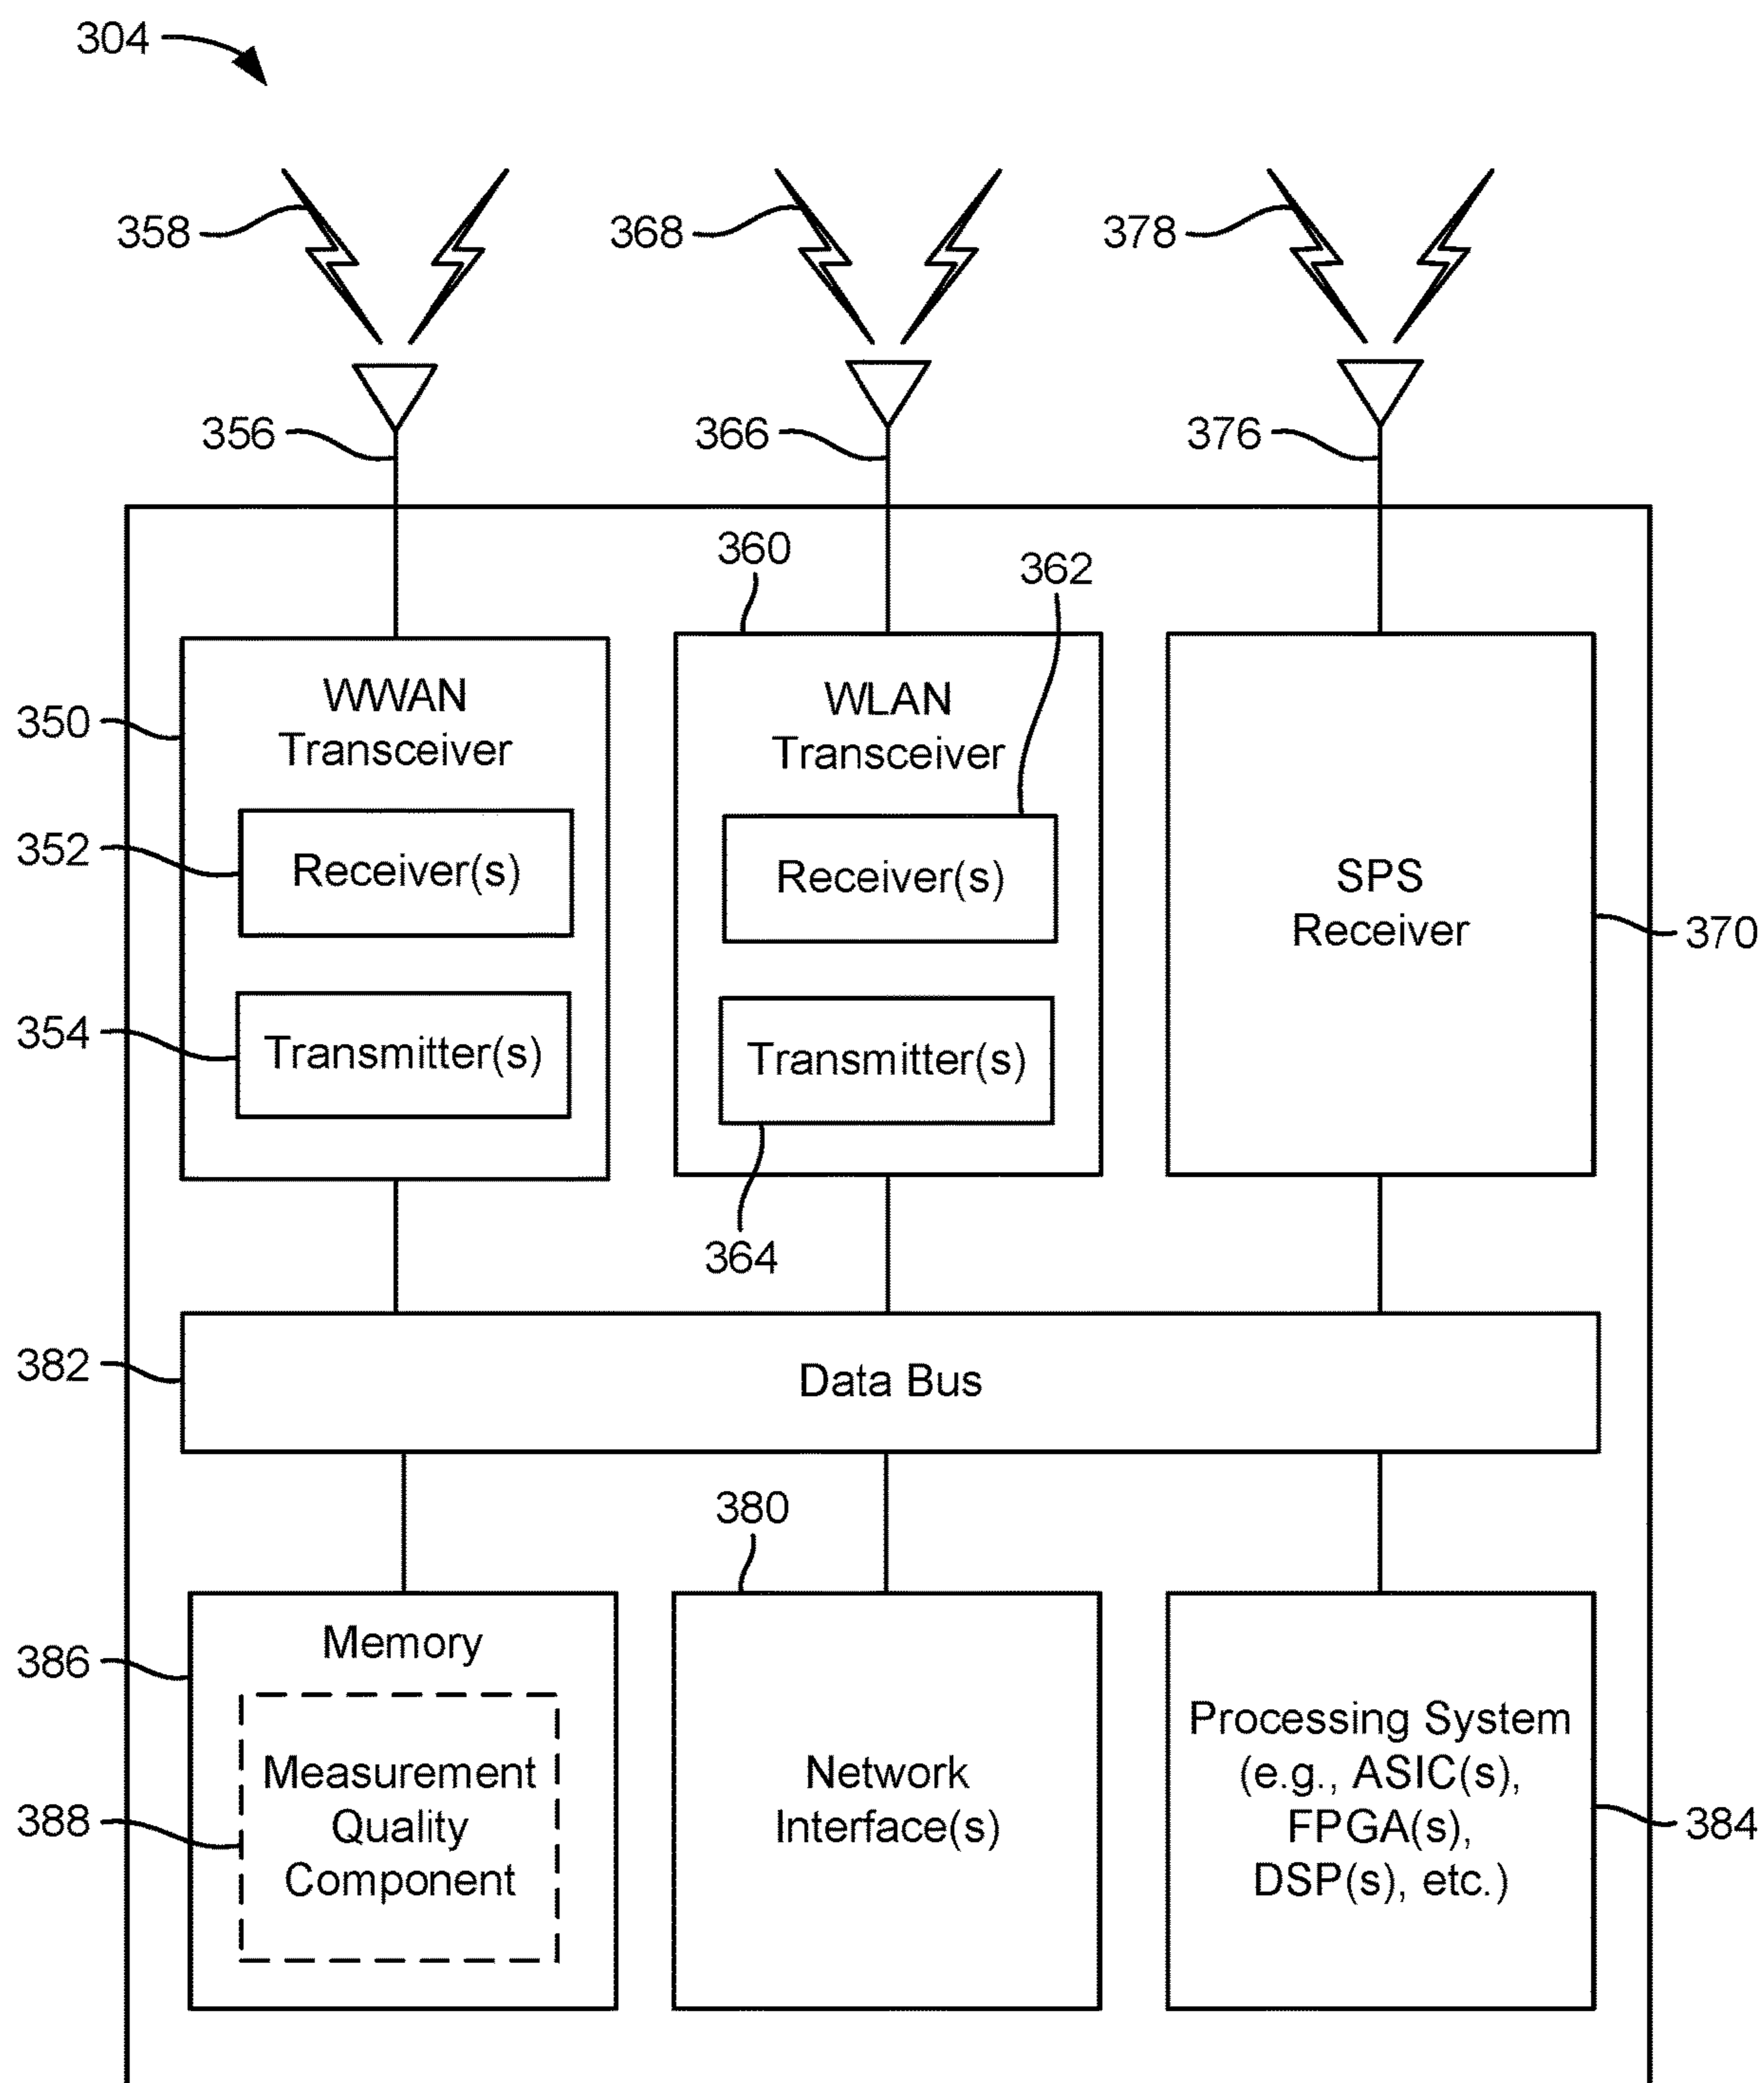 304
358
368
378
356
366
376
360
362
WWAN
Transceiver
350
WLAN
Transceiver
352
Receiver(s)
Receiver(s)
SPS
Receiver
370
354
Transmitter(s)
Transmitter(s)
364
382
Data Bus
380
386
Memory
388
Measurement
Quality
Component
Network
Interface(s)
Processing System
(e.g., ASIC(s),
FPGA(s),
DSP(s), etc.)
384